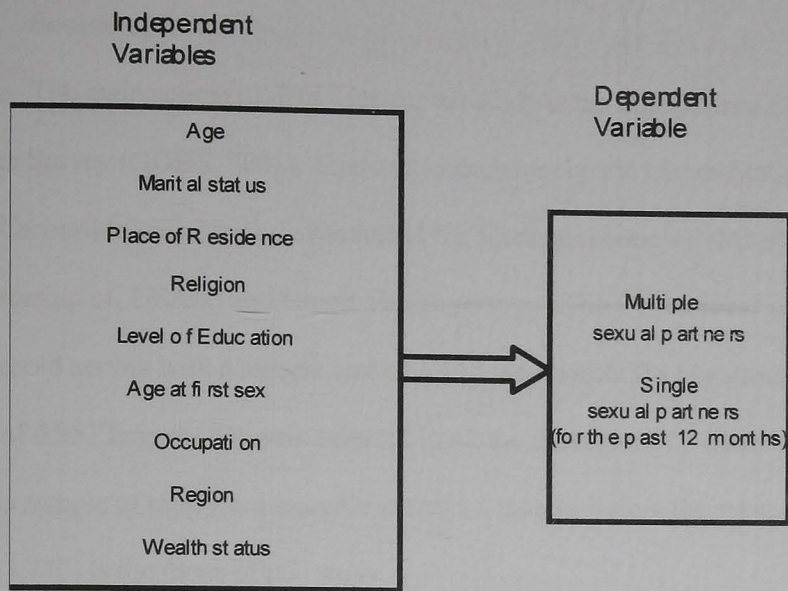 Independent
Variables
Age
Marital status
Place of Residence
Religion
Level of Education
Age at first sex
Occupation
Region
Wealth status
Dependent
Variable
Multiple
sexual partners
Single
sexual partners
(for the past 12 months)